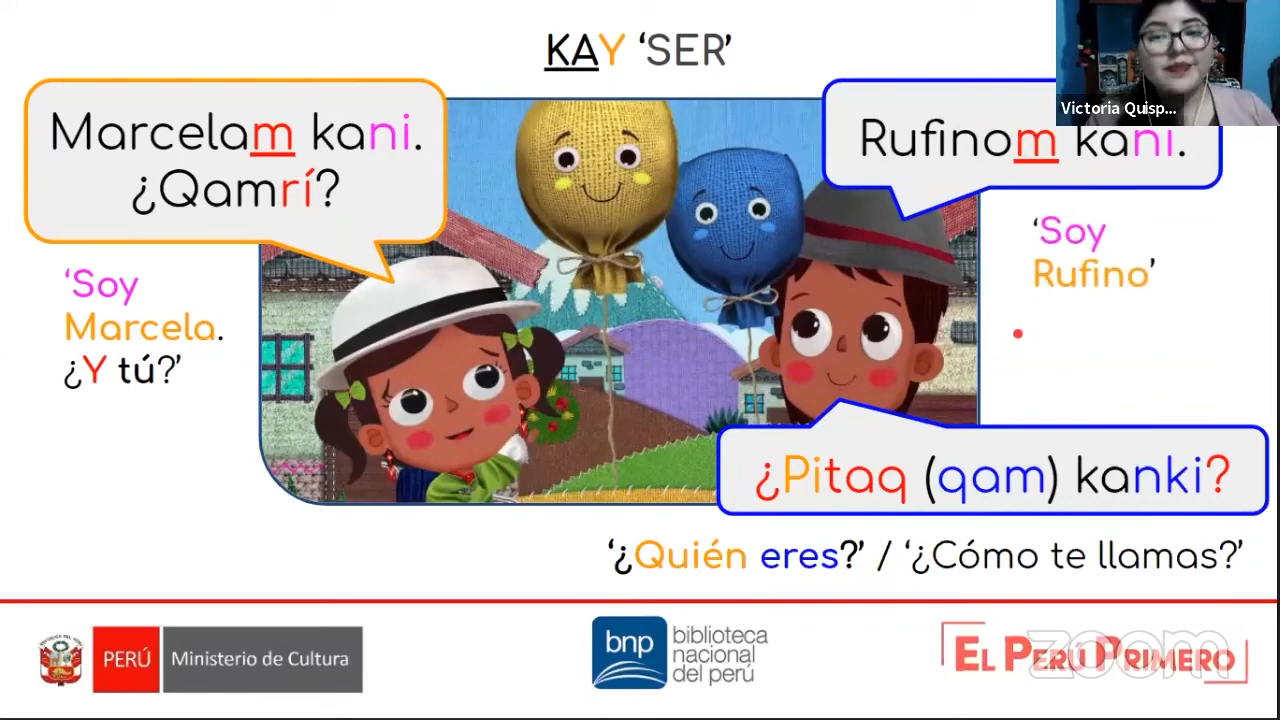 KAY ‘SER’
Marcelam kani.
¿Qamrí?
Rufinom kani.
Victoria Quisp...
‘Soy
Marcela.
¿Y tú?’
‘Soy
Rufino’
¿Pitaq (qam) kanki?
‘¿Quién eres?’ / ‘¿Cómo te llamas?’
PERÚ Ministerio de Cultura
bnp biblioteca
nacional
del perú
EL PERÚ PRIMERO
zoom